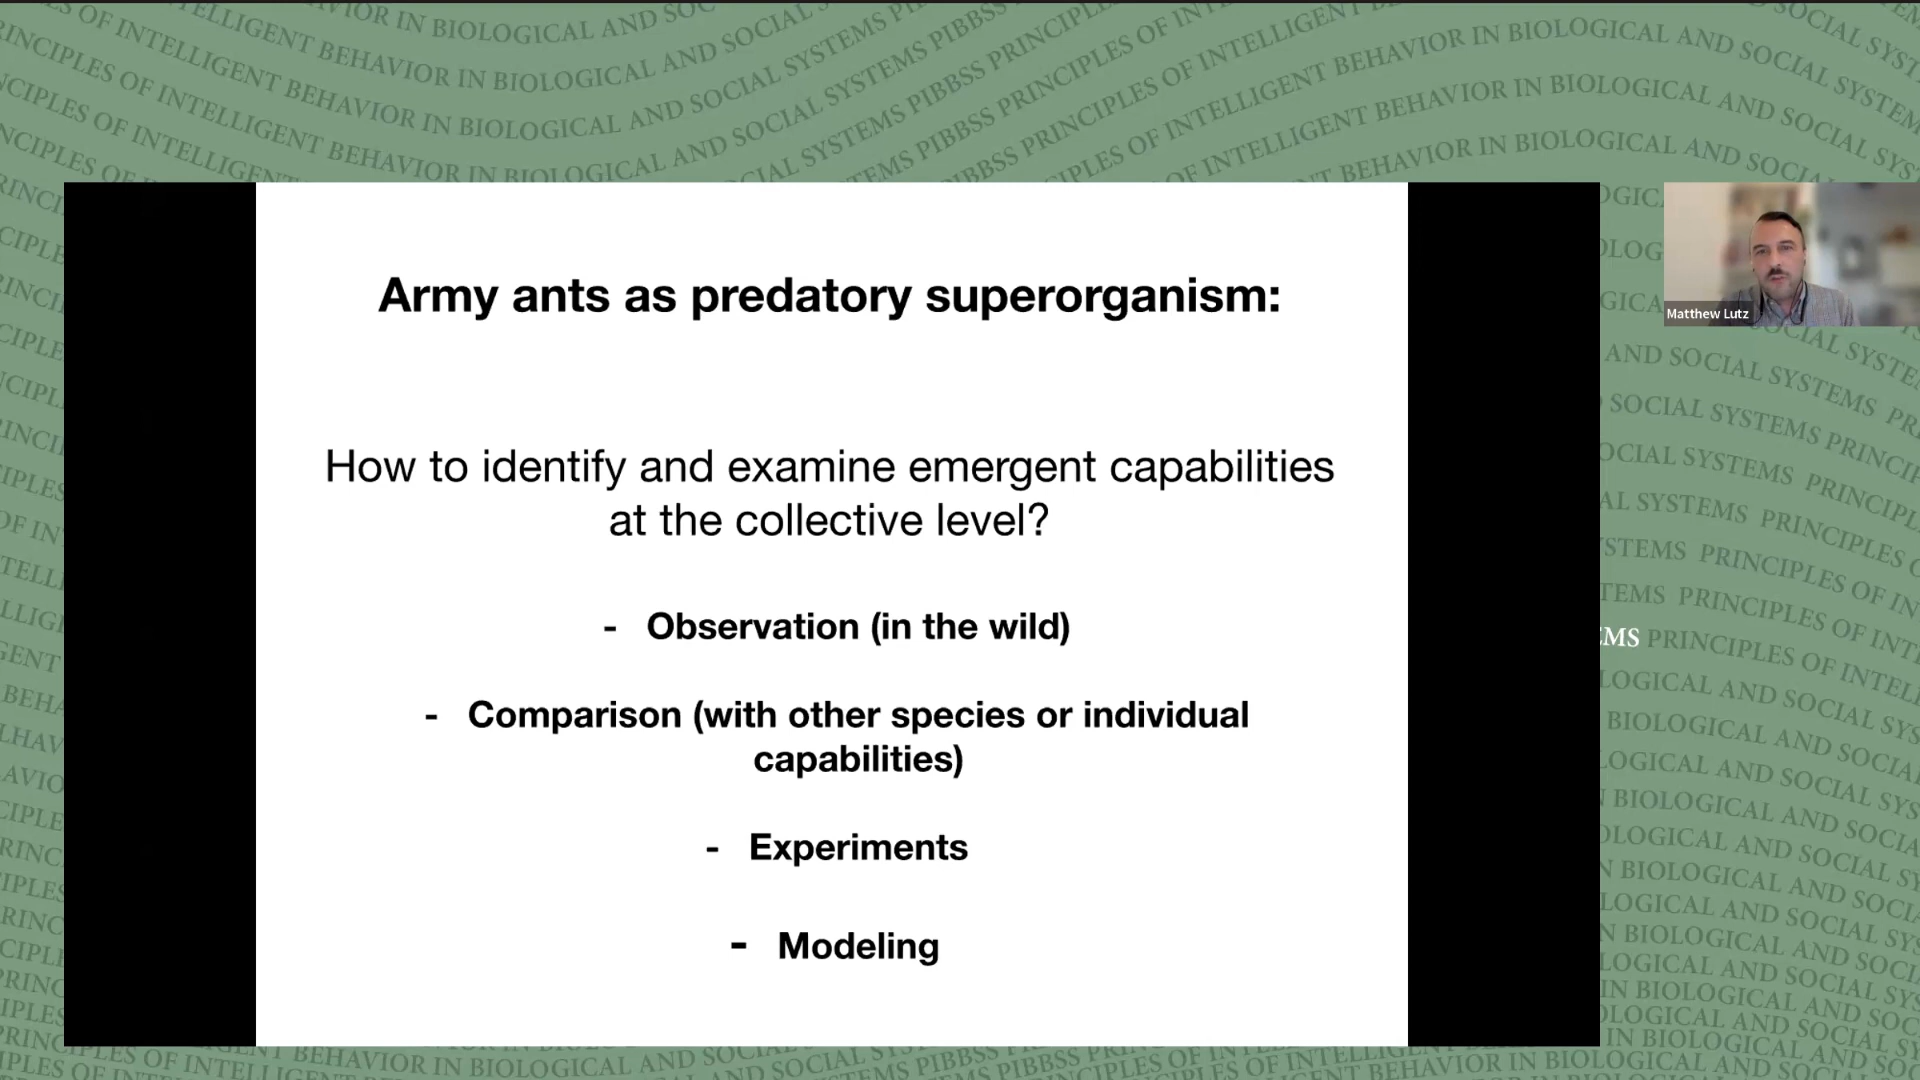 Army ants as predatory superorganism:
How to identify and examine emergent capabilities
at the collective level?
- Observation (in the wild)
- Comparison (with other species or individual
capabilities)
- Experiments
- Modeling
Matthew Lutz
EMS
PRINCIPLES OF INTELLIGENT BEHAVIOR IN BIOLOGICAL AND SOCIAL SYSTEMS PIBBSS